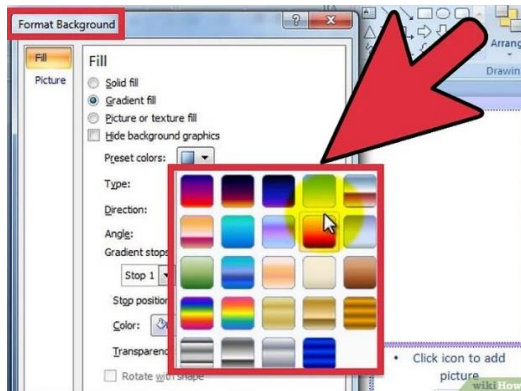 Format Background
? X
Fill
Picture
Fill
Solid fill
Gradient fill
Picture or texture fill
Hide background graphics
Preset colors:
Type:
Direction:
Angle:
Gradient stops
Stop 1
Stop position
Color:
Transparenc
Rotate with shape
Arrang
Drawin
• Click icon to add
picture
wikiHow